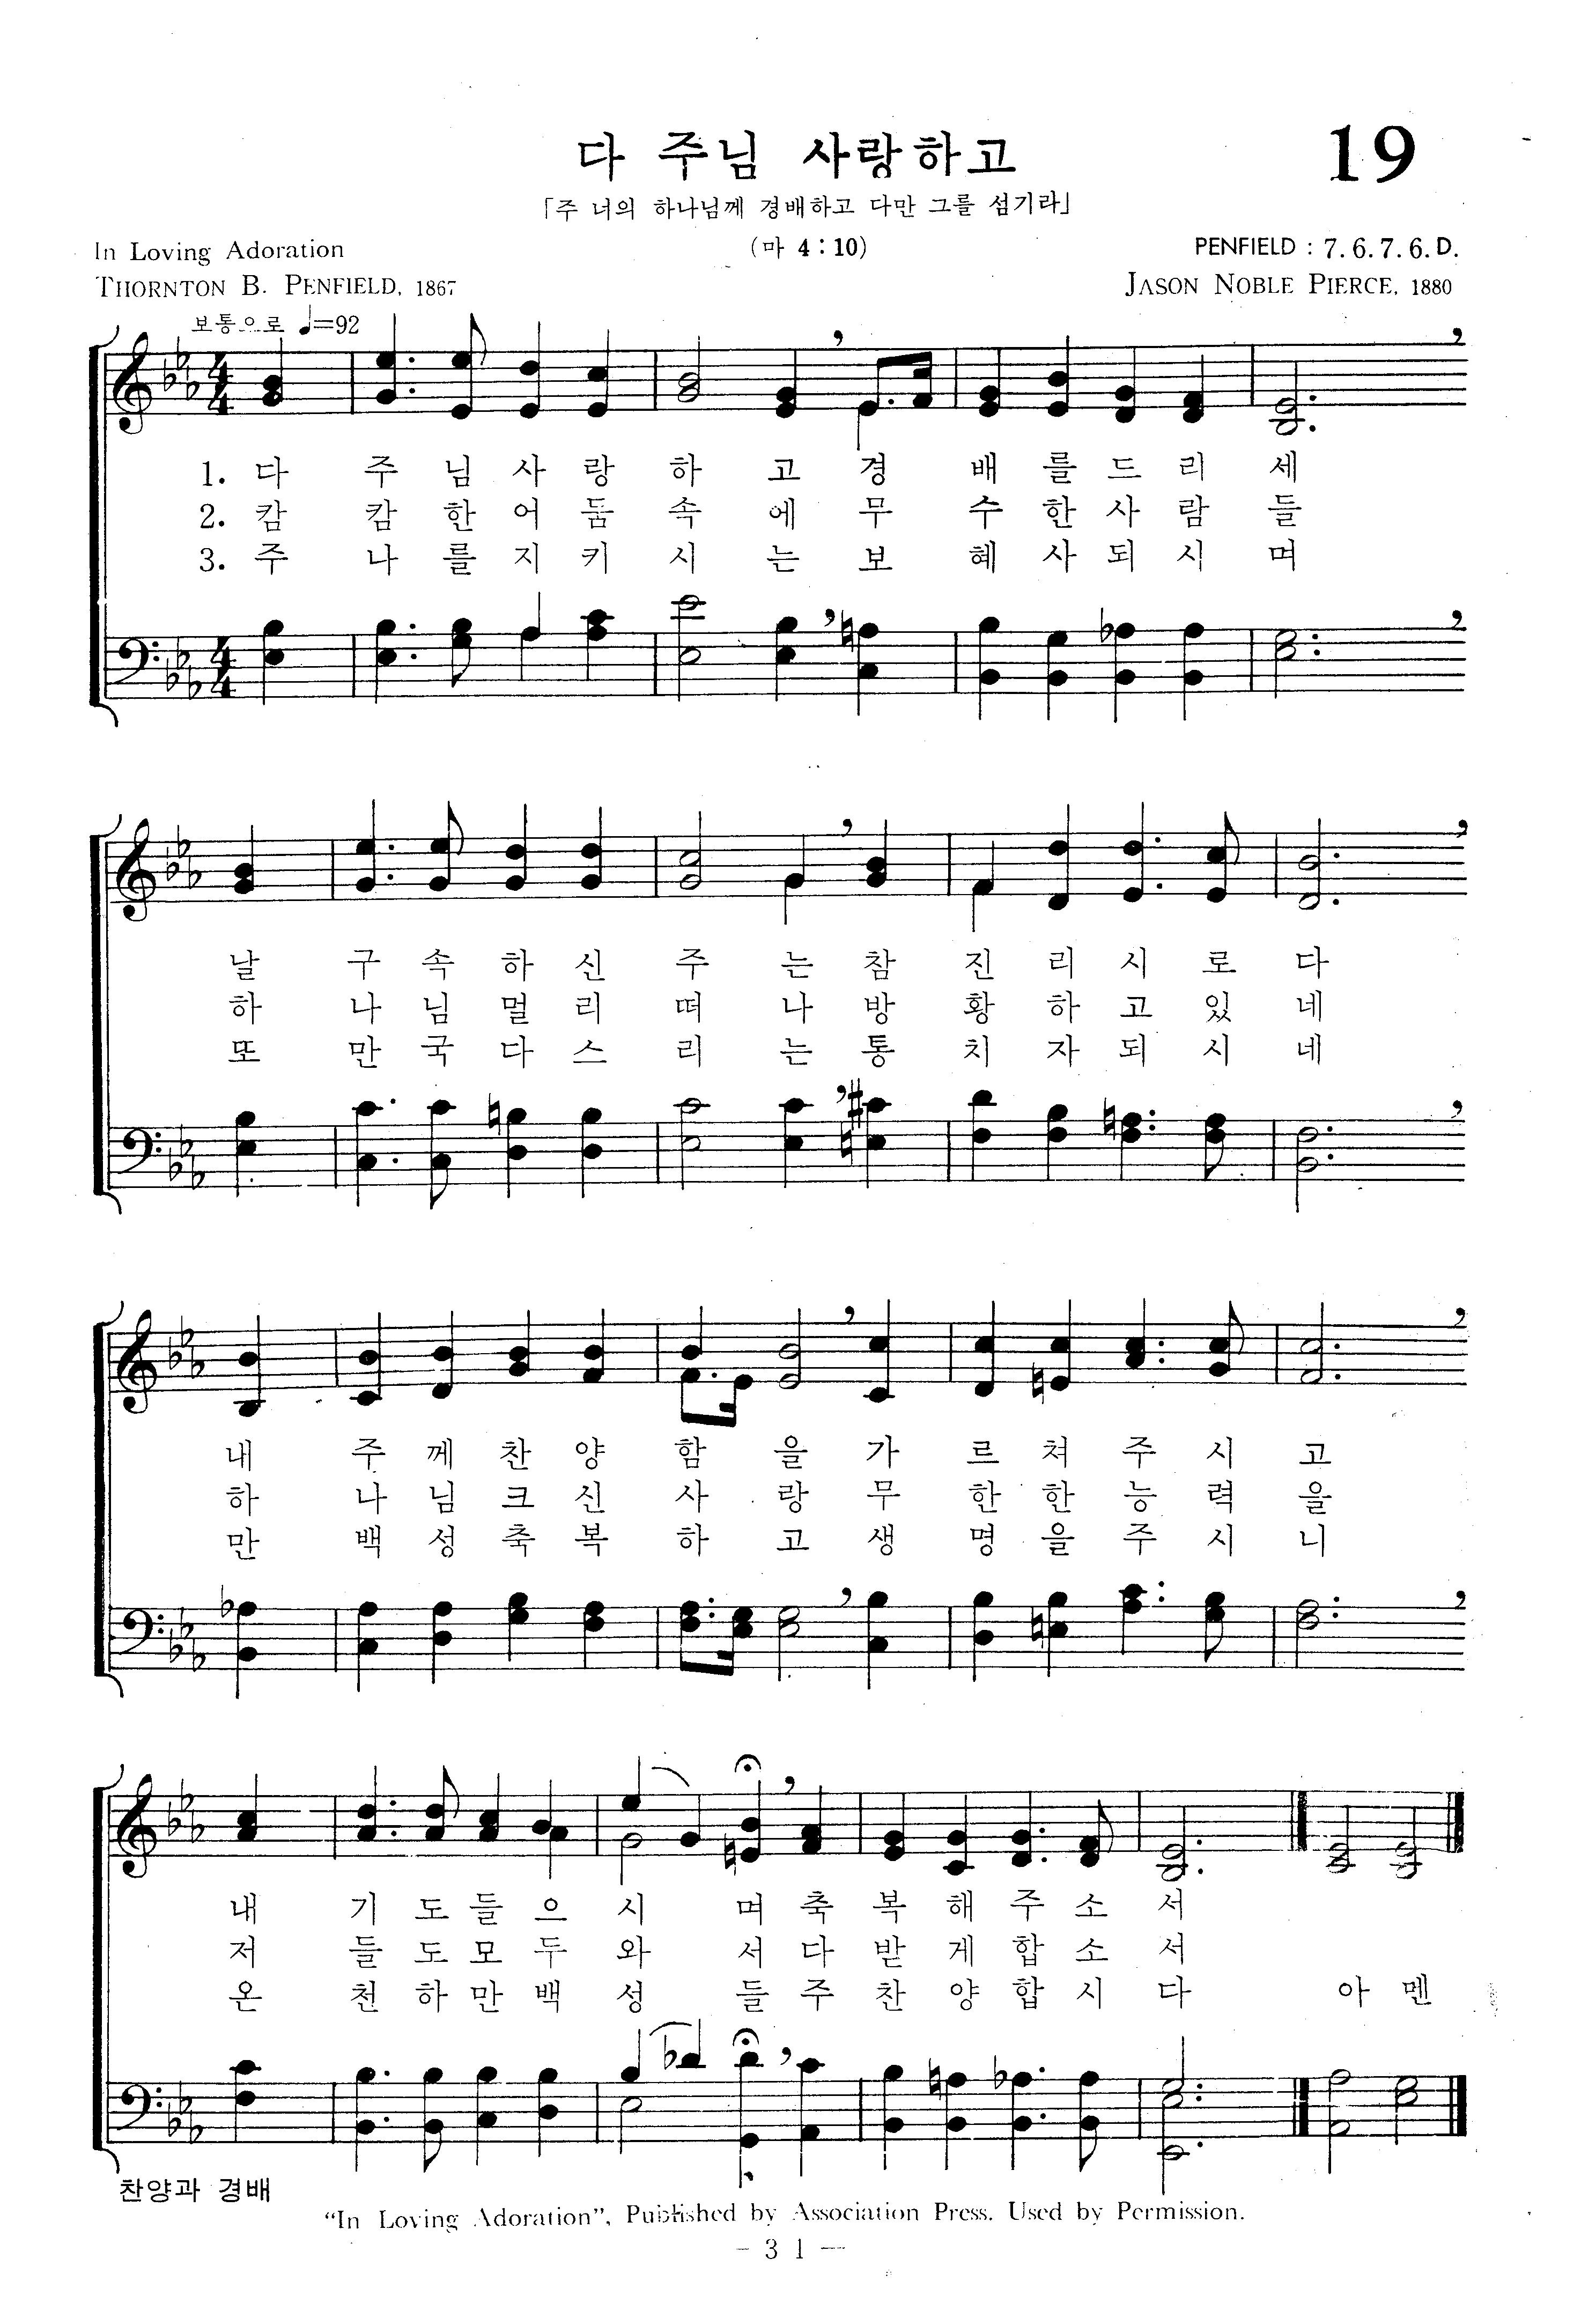 다 주님 사랑하고
19
「주 너의 하나님께 경배하고 다만 그를 섬기라」
(마 4:10)
In Loving Adoration
PENFIELD : 7. 6. 7. 6. D.
THORNTON B. PENFIELD, 1867
JASON NOBLE PIERCE, 1880
보통으로 ♩=92
1. 다 주 님 사 랑 하 고 경 배 를 드 리 세
2. 캄 캄 한 어 둠 속 에 무 수 한 사 람 들
3. 주 나 를 지 키 시 는 보 혜 사 되 시 며
날 구 속 하 신 주 는 참 진 리 시 로 다
하 나 님 멀 리 떠 나 방 황 하 고 있 네
또 만 국 다 스 리 는 통 치 자 되 시 네
내 주 께 찬 양 함 을 가 르 쳐 주 시 고
하 나 님 크 신 사 랑 무 한 한 능 력 을
만 백 성 축 복 하 고 생 명 을 주 시 니
내 기 도 들 으 시 며 축 복 해 주 소 서
저 들 도 모 두 와 서 다 받 게 합 소 서
온 천 하 만 백 성 들 주 찬 양 합 시 다 아 멘
찬양과 경배
“In Loving Adoration”, Published by Association Press. Used by Permission.
- 3 1 -